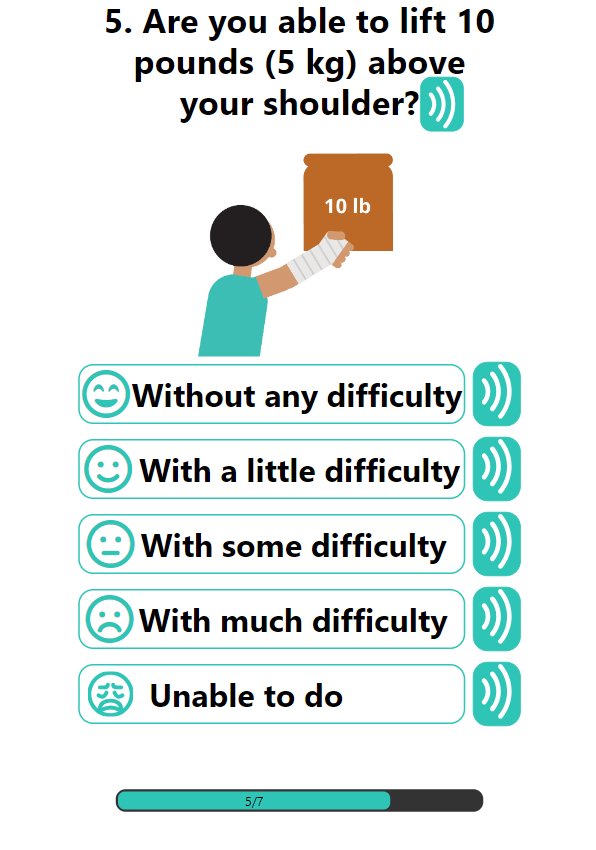 5. Are you able to lift 10
pounds (5 kg) above
your shoulder?
10 lb
Without any difficulty
With a little difficulty
With some difficulty
With much difficulty
Unable to do
5/7